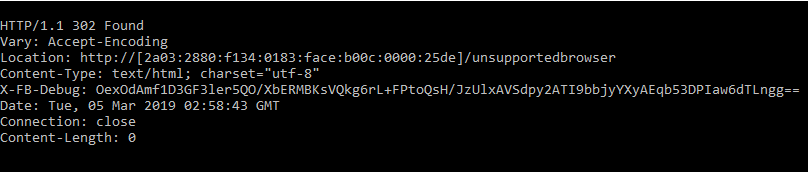 HTTP/1.1 302 Found
Vary: Accept-Encoding
Location: http://[2a03:2880:f134:0183:face:b00c:0000:25de]/unsupportedbrowser
Content-Type: text/html; charset="utf-8"
X-FB-Debug: OexOdAmf1D3GF3ler5QO/XbERMBKsVQkg6rL+FPtoQsH/JzUlxAVSdpy2ATI9bbjyYXyAEqb53DPIaw6dTLngg==
Date: Tue, 05 Mar 2019 02:58:43 GMT
Connection: close
Content-Length: 0